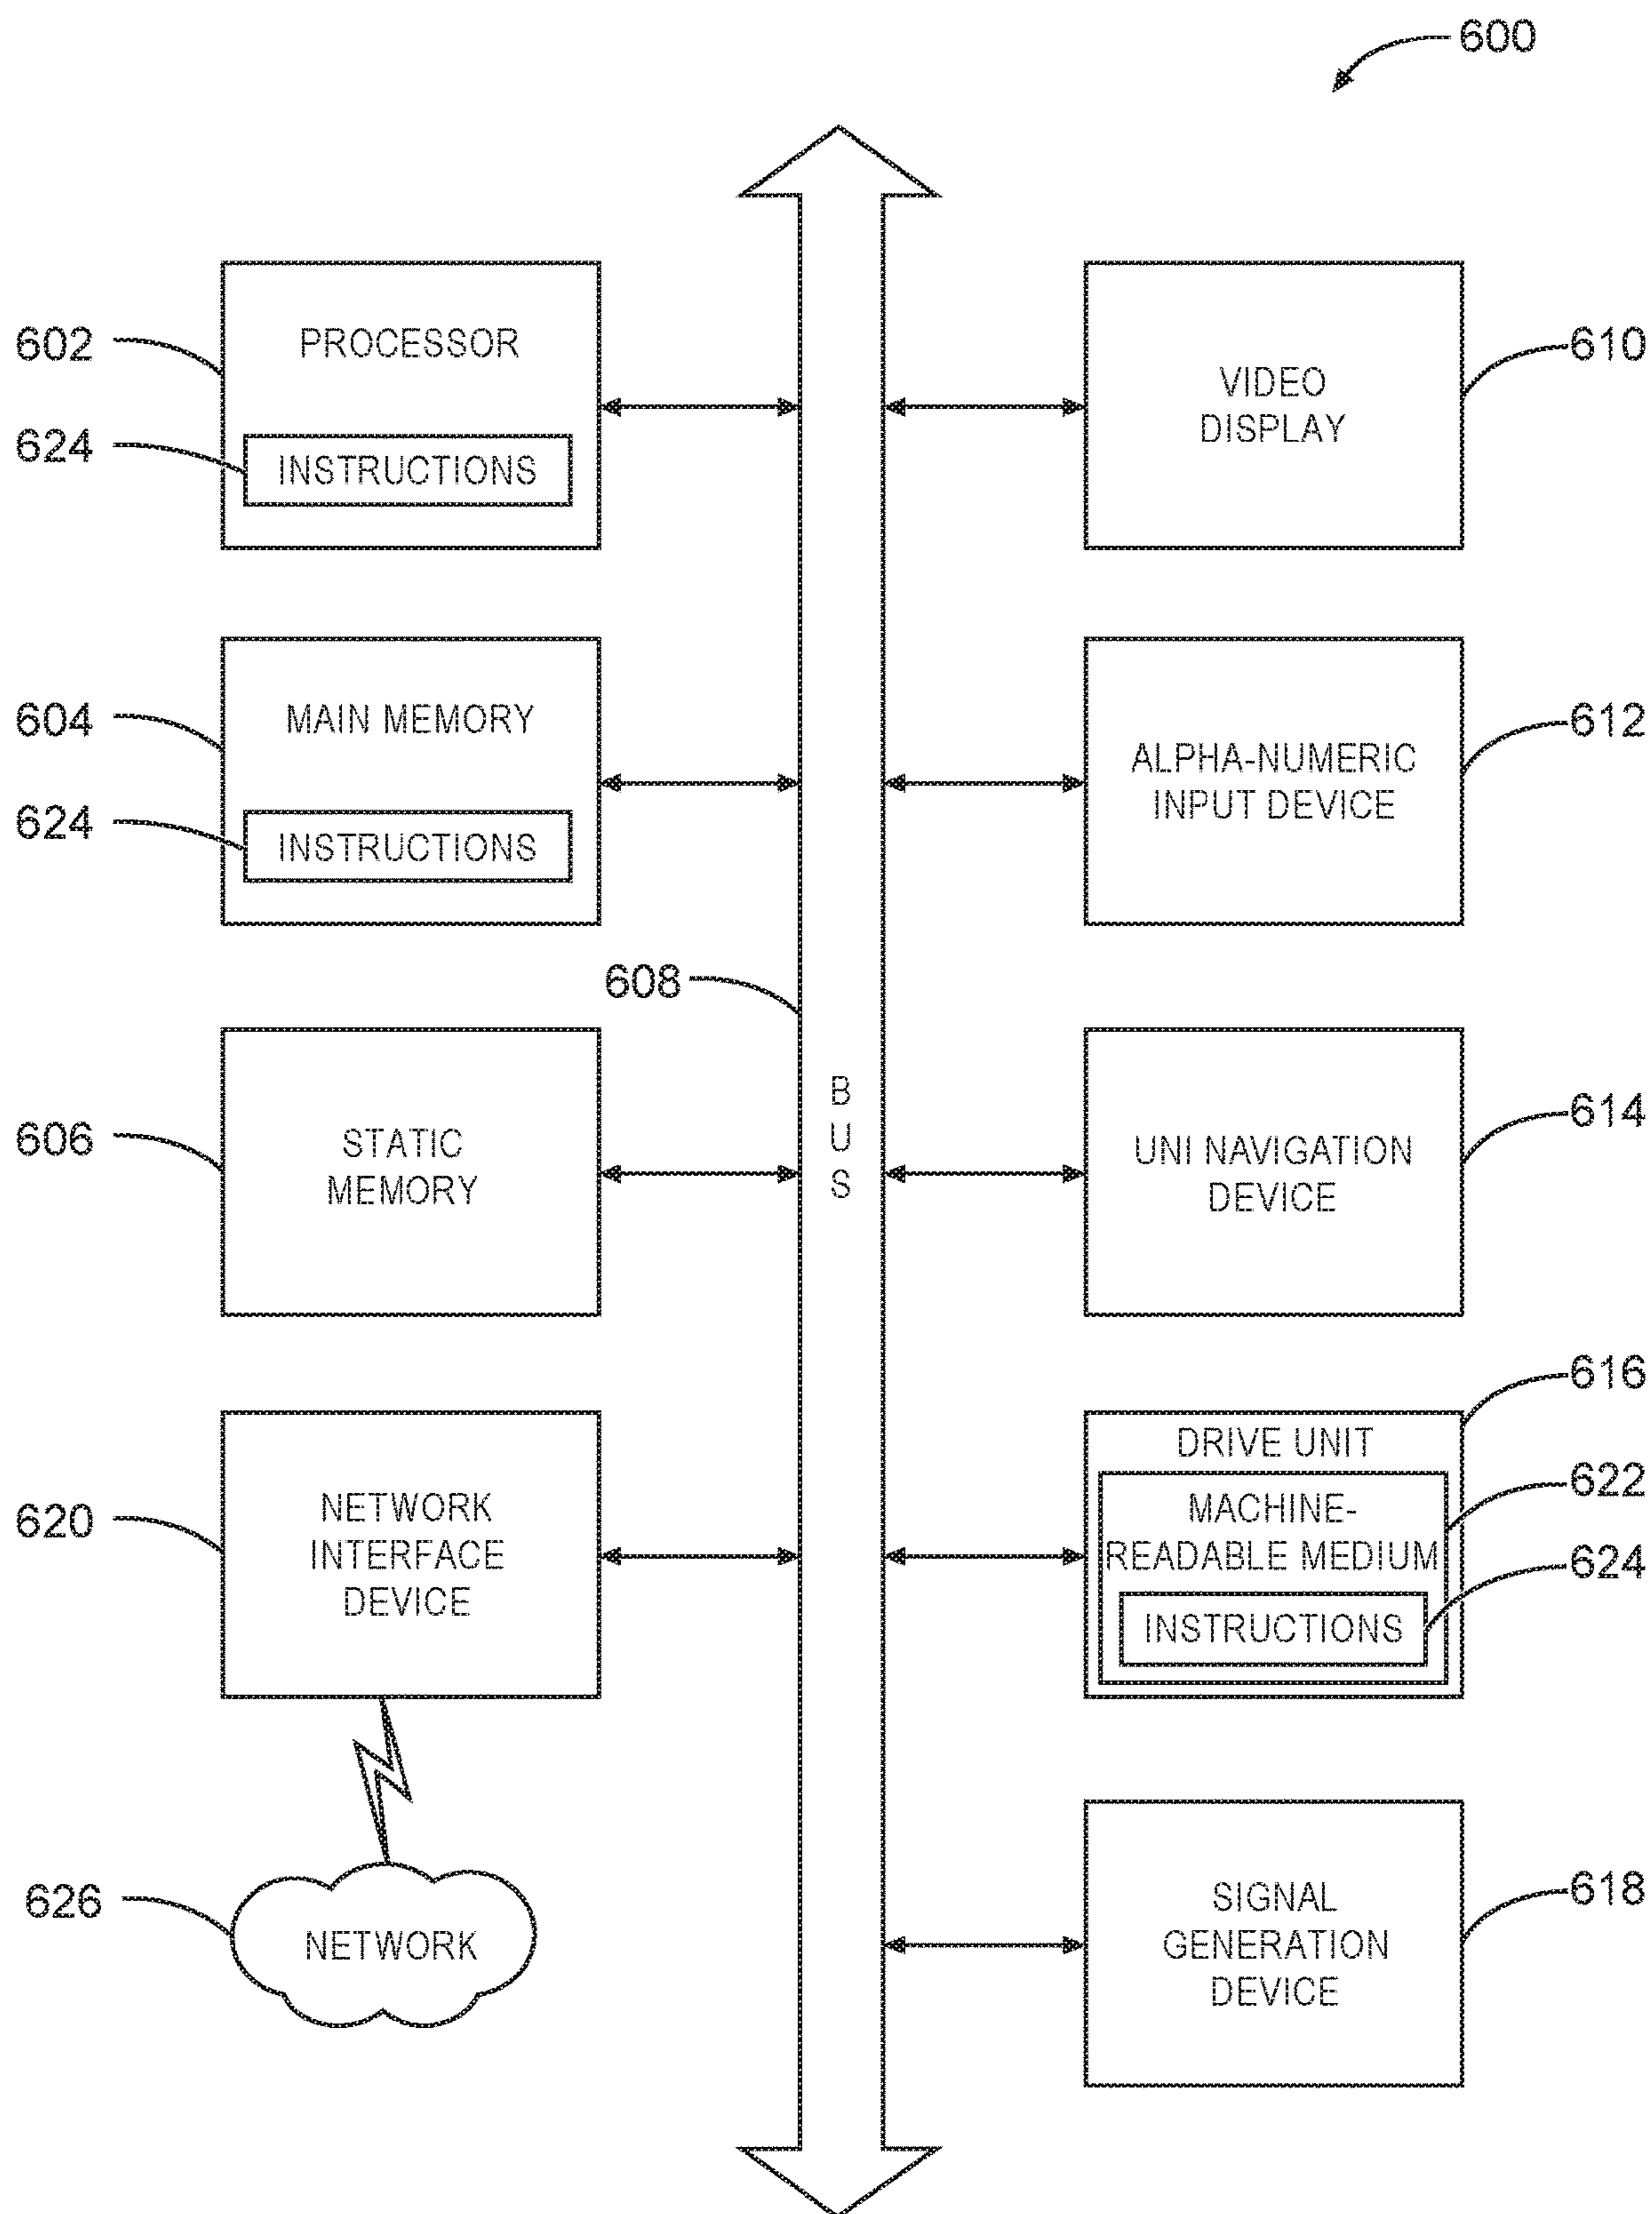 600
602
PROCESSOR
624
INSTRUCTIONS
610
VIDEO
DISPLAY
604
MAIN MEMORY
624
INSTRUCTIONS
612
ALPHA-NUMERIC
INPUT DEVICE
608
B
U
S
606
STATIC
MEMORY
614
UNI NAVIGATION
DEVICE
620
NETWORK
INTERFACE
DEVICE
616
DRIVE UNIT
622
MACHINE-
READABLE MEDIUM
624
INSTRUCTIONS
626
NETWORK
618
SIGNAL
GENERATION
DEVICE